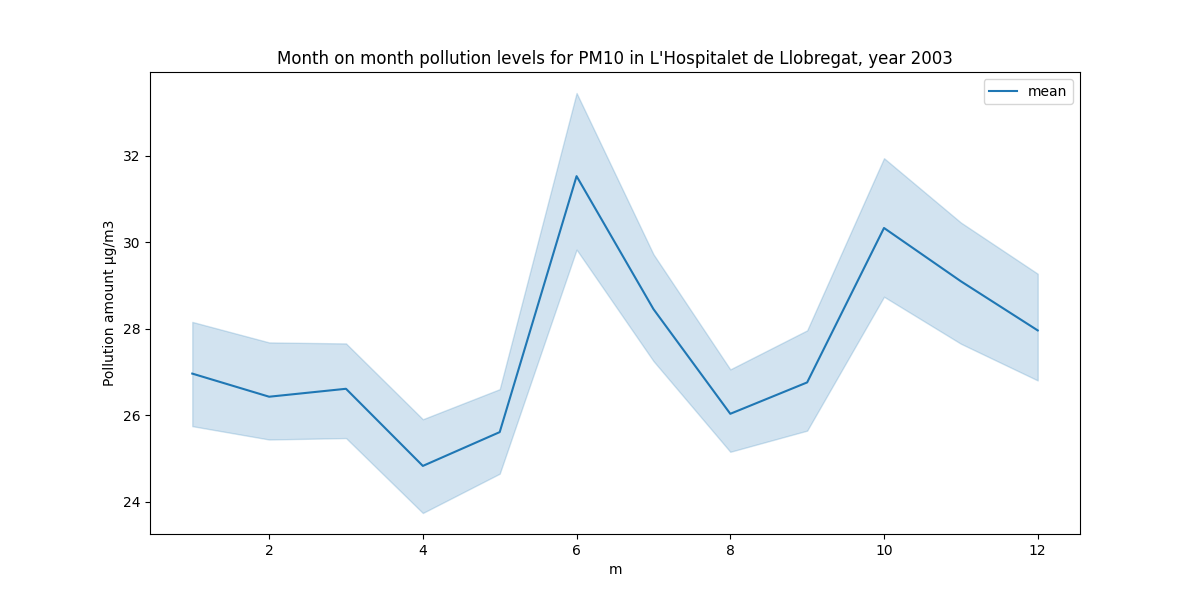 Month on month pollution levels for PM10 in L'Hospitalet de Llobregat, year 2003
mean
Pollution amount µg/m3
32
30
28
26
24
2 4 6 8 10 12
m